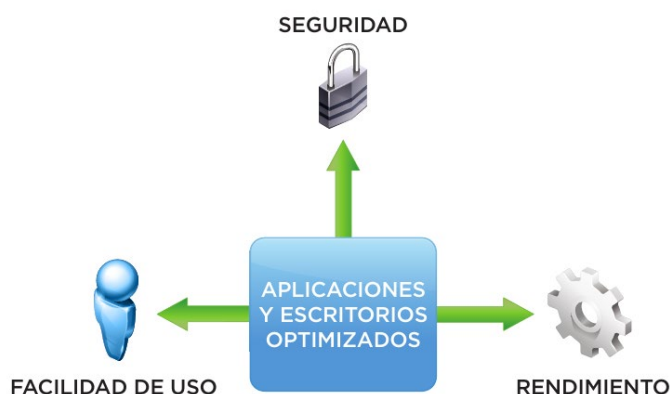 SEGURIDAD
APLICACIONES
Y ESCRITORIOS
OPTIMIZADOS
FACILIDAD DE USO
RENDIMIENTO